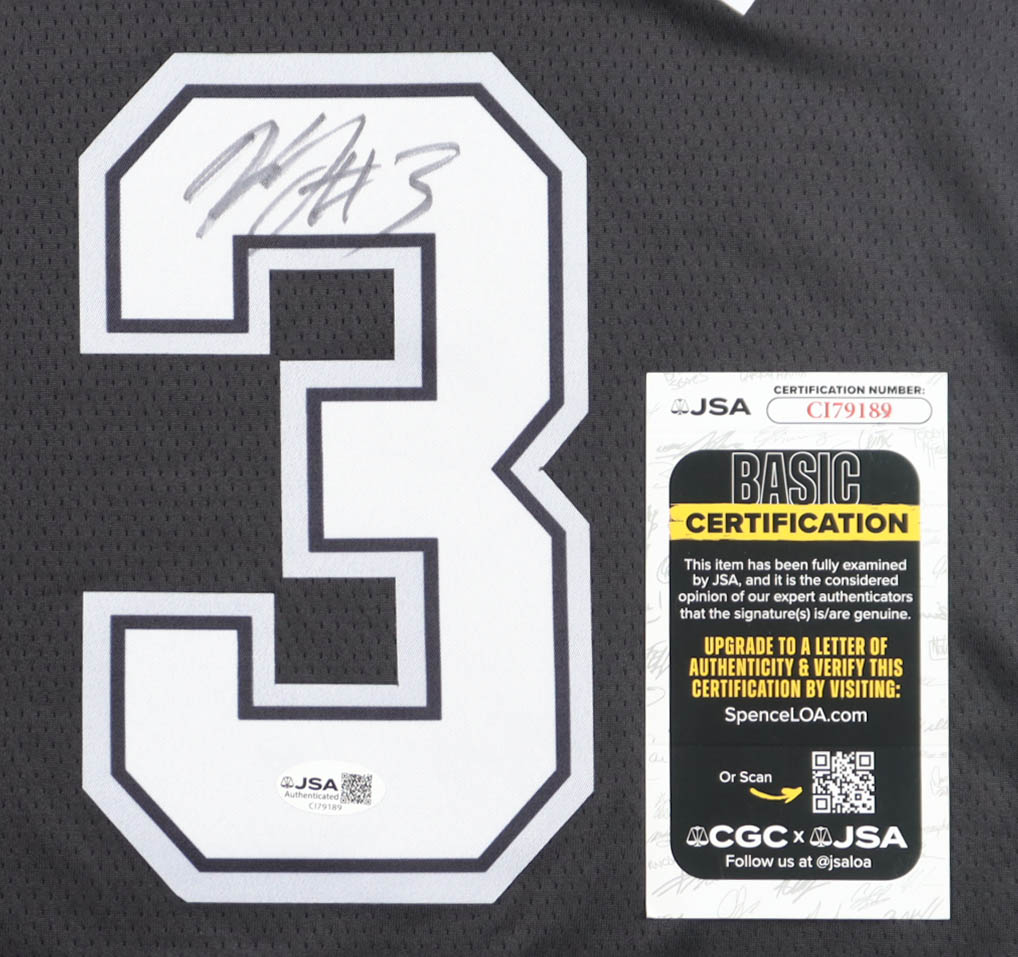 #3
3
JSA
Authenticated
CI79189
JSA
CERTIFICATION NUMBER:
CI79189
BASIC
CERTIFICATION
This item has been fully examined
by JSA, and it is the considered
opinion of our expert authenticators
that the signature(s) is/are genuine.
UPGRADE TO A LETTER OF
AUTHENTICITY & VERIFY THIS
CERTIFICATION BY VISITING:
SpenceLOA.com
Or Scan
CGC x JSA
Follow us at @jsaloa